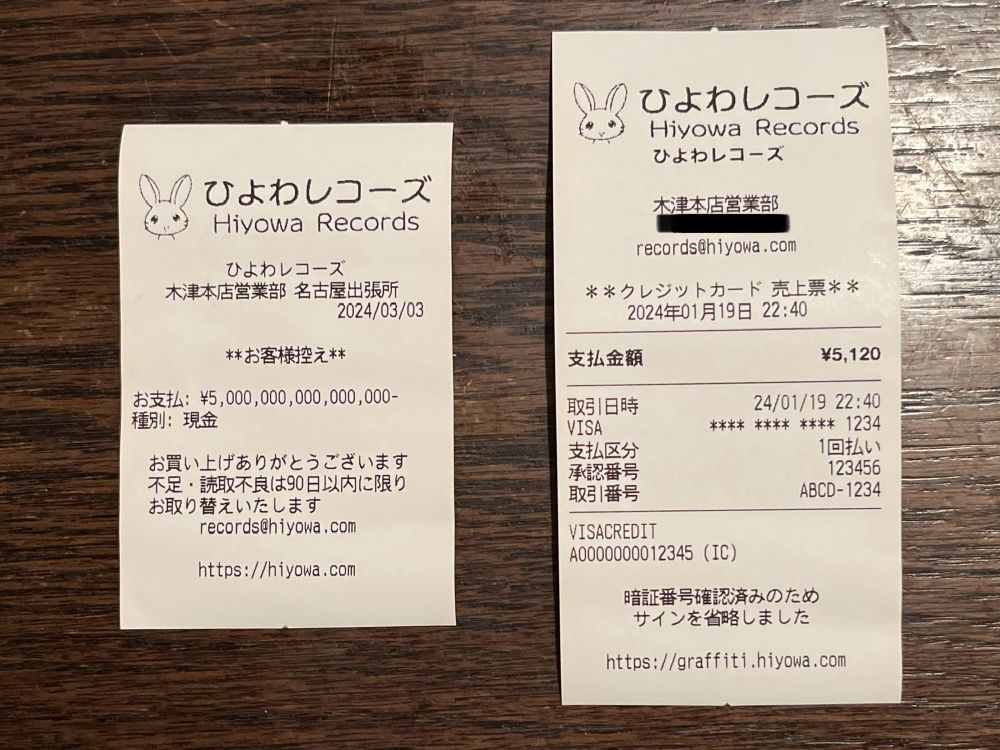 ひよわレコーズ
Hiyowa Records
ひよわレコーズ
木津本店営業部 名古屋出張所
2024/03/03
**お客様控え**
お支払: ¥5,000,000,000,000,000-
種別: 現金
お買い上げありがとうございます
不足・読取不良は90日以内に限り
お取り替えいたします
records@hiyowa.com
https://hiyowa.com
ひよわレコーズ
Hiyowa Records
ひよわレコーズ
木津本店営業部
records@hiyowa.com
**クレジットカード 売上票**
2024年01月19日 22:40
支払金額 ¥5,120
取引日時 24/01/19 22:40
VISA **** **** **** 1234
支払区分 1回払い
承認番号 123456
取引番号 ABCD-1234
VISACREDIT
A0000000012345 (IC)
暗証番号確認済みのため
サインを省略しました
https://graffiti.hiyowa.com